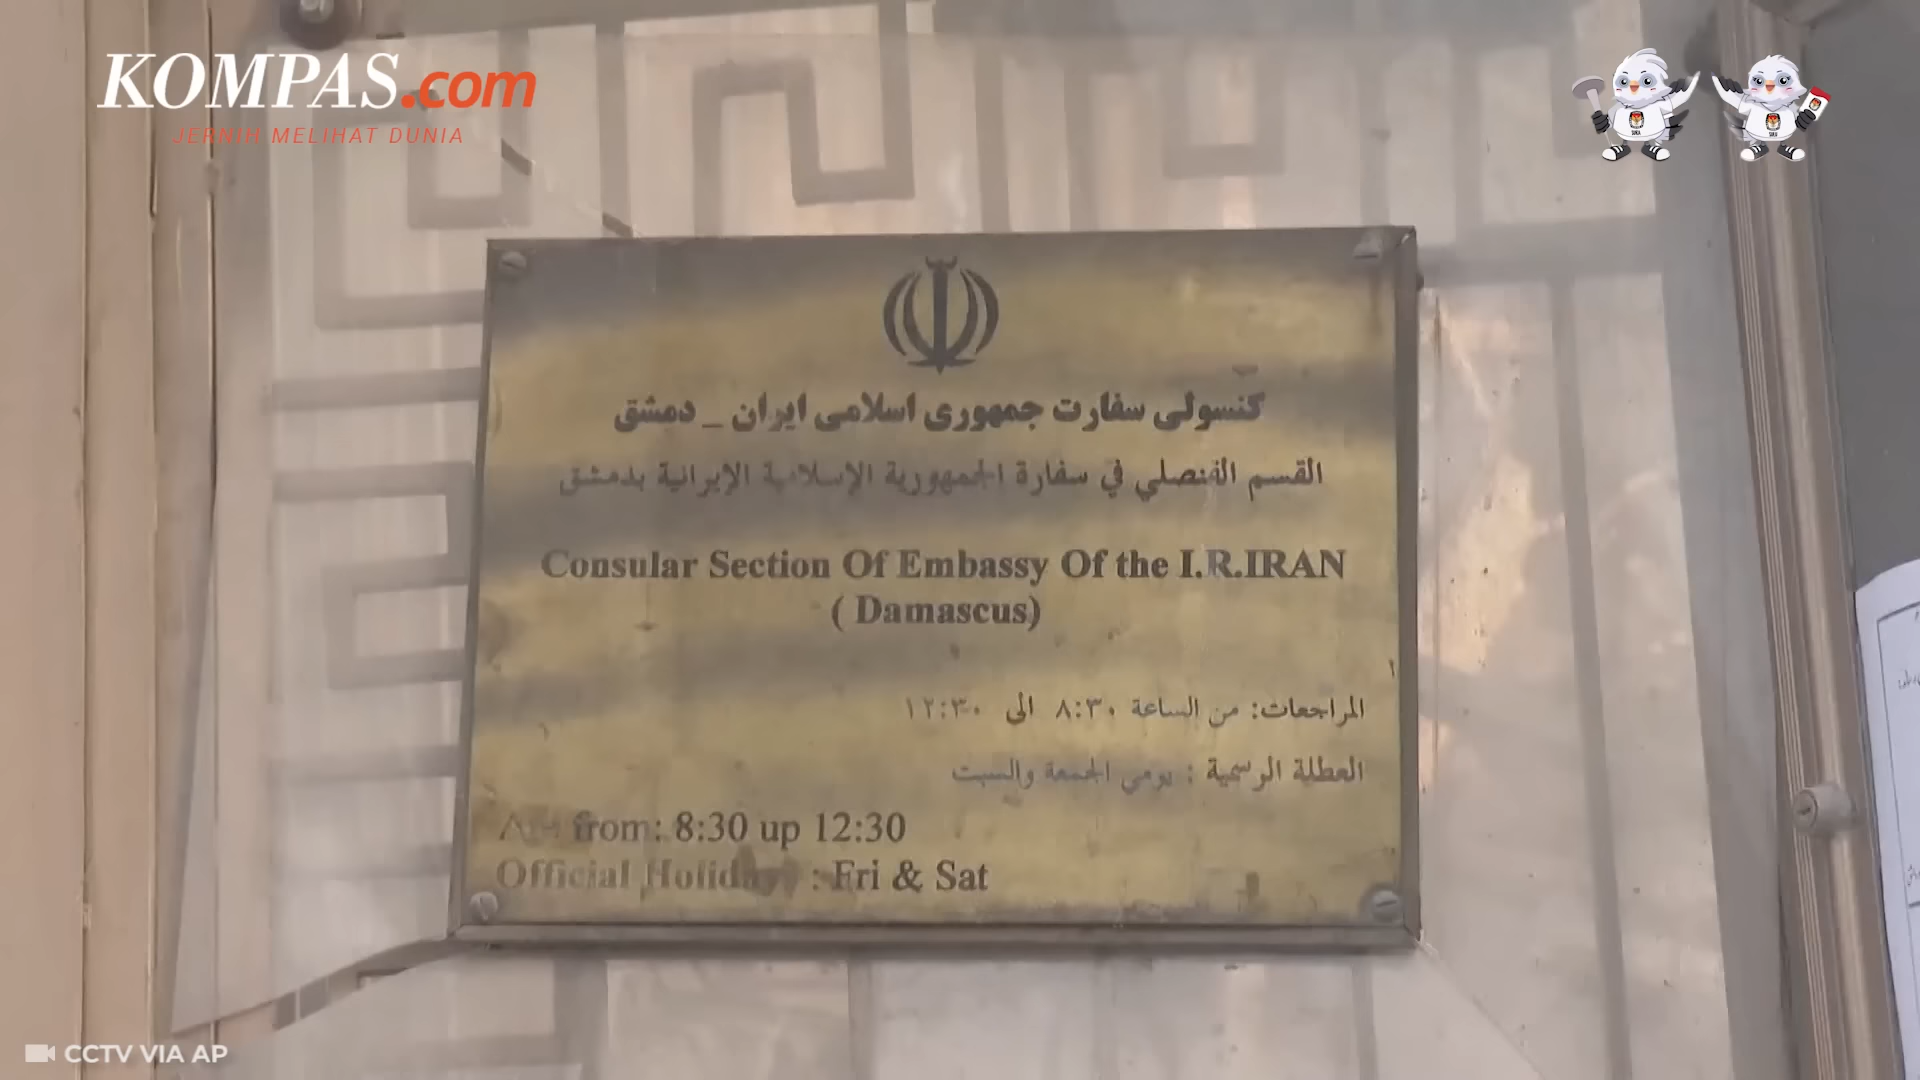 KOMPAS.com
JERNIH MELIHAT DUNIA
کنسولی سفارت جمهوری اسلامی ایران _ دمشق
القسم القنصلي في سفارة الجمهورية الإسلامية الإيرانية بدمشق
Consular Section Of Embassy Of the I.R.IRAN
( Damascus)
المراجعات: من الساعة ٨:٣٠ الى ١٢:٣٠
العطلة الرسمية : يومي الجمعة والسبت
from: 8:30 up 12:30
Official Holiday : Fri & Sat
CCTV VIA AP